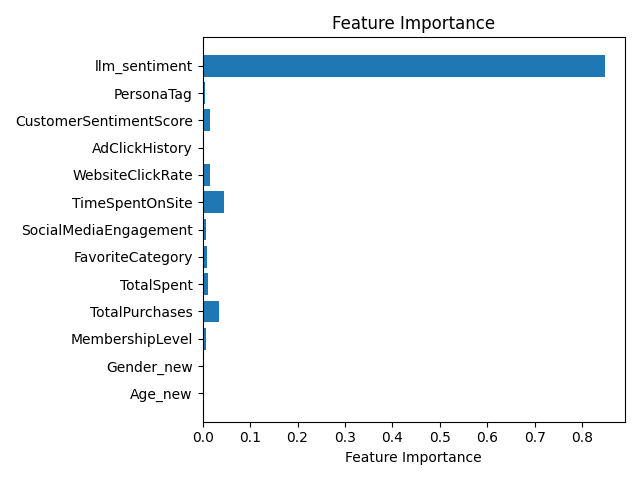 Feature Importance
llm_sentiment
PersonaTag
CustomerSentimentScore
AdClickHistory
WebsiteClickRate
TimeSpentOnSite
SocialMediaEngagement
FavoriteCategory
TotalSpent
TotalPurchases
MembershipLevel
Gender_new
Age_new
0.0 0.1 0.2 0.3 0.4 0.5 0.6 0.7 0.8
Feature Importance